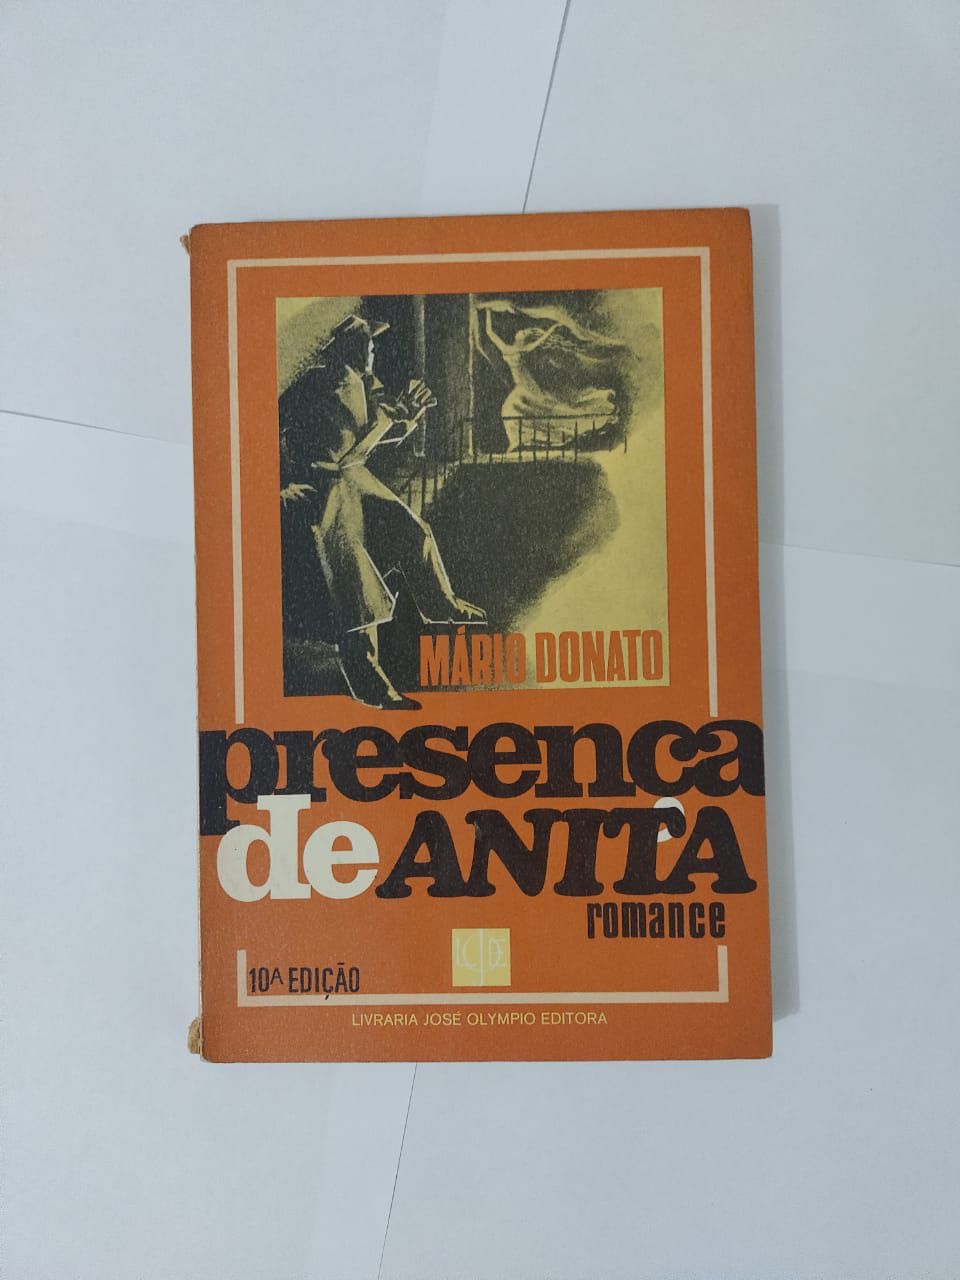 MÁRIO DONATO
presença
de ANITA
romance
10ª EDIÇÃO
LIVRARIA JOSÉ OLYMPIO EDITORA